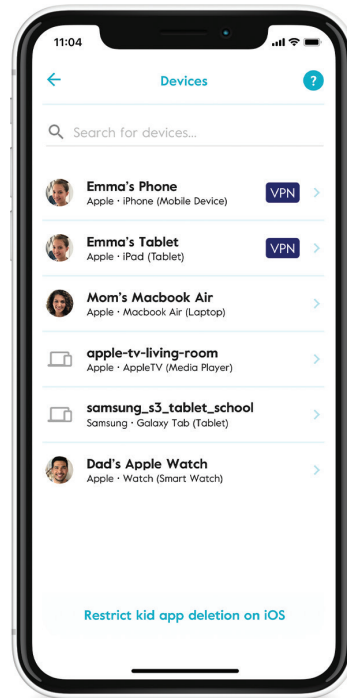 11:04
Devices
?
Search for devices...
Emma's Phone
VPN
Apple · iPhone (Mobile Device)
Emma's Tablet
VPN
Apple · iPad (Tablet)
Mom's Macbook Air
Apple · Macbook Air (Laptop)
apple-tv-living-room
Apple · AppleTV (Media Player)
samsung_s3_tablet_school
Samsung · Galaxy Tab (Tablet)
Dad's Apple Watch
Apple · Watch (Smart Watch)
Restrict kid app deletion on iOS